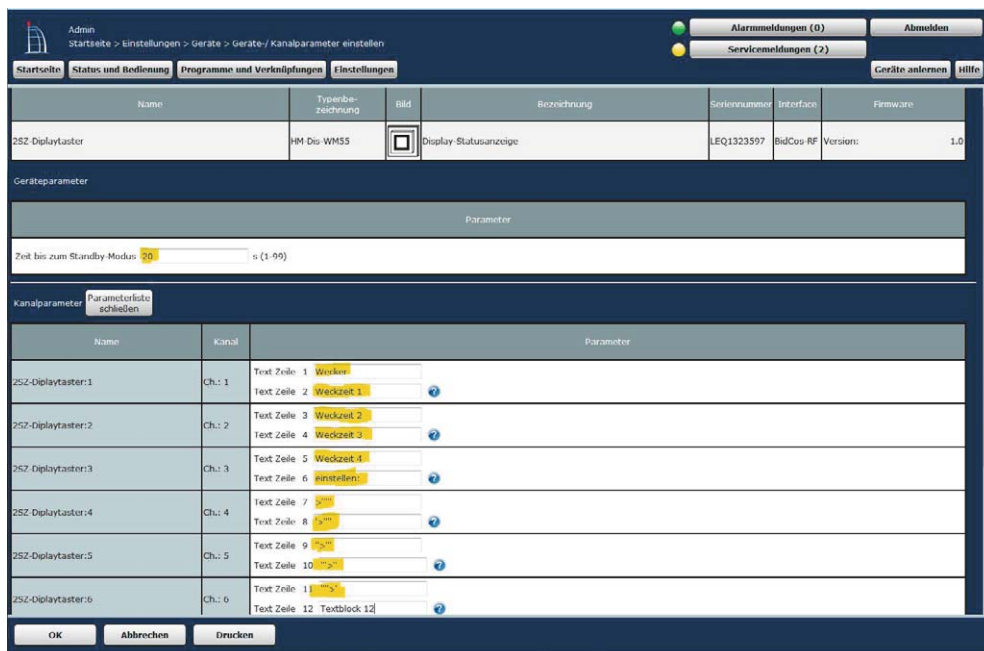 Admin
Startseite > Einstellungen > Geräte > Geräte-/ Kanalparameter einstellen
Alarmmeldungen (0)
Abmelden
Servicemeldungen (2)
Startseite
Status und Bedienung
Programme und Verknüpfungen
Einstellungen
Geräte anlernen
Hilfe
Name
Typenbe-
zeichnung
Bild
Bezeichnung
Seriennummer
Interface
Firmware
2SZ-Diplaytaster
HM-Dis-WM55
Display-Statusanzeige
LEQ1323597
BidCos-RF
Version:
1.0
Geräteparameter
Parameter
Zeit bis zum Standby-Modus 20 s (1-99)
Kanalparameter
Parameterliste
schließen
Name
Kanal
Parameter
2SZ-Diplaytaster:1
Ch.: 1
Text Zeile 1 Wecker
Text Zeile 2 Weckzeit 1
2SZ-Diplaytaster:2
Ch.: 2
Text Zeile 3 Weckzeit 2
Text Zeile 4 Weckzeit 3
2SZ-Diplaytaster:3
Ch.: 3
Text Zeile 5 Weckzeit 4
Text Zeile 6 einstellen:
2SZ-Diplaytaster:4
Ch.: 4
Text Zeile 7
Text Zeile 8
2SZ-Diplaytaster:5
Ch.: 5
Text Zeile 9
Text Zeile 10
2SZ-Diplaytaster:6
Ch.: 6
Text Zeile 11
Text Zeile 12 Textblock 12
OK
Abbrechen
Drucken